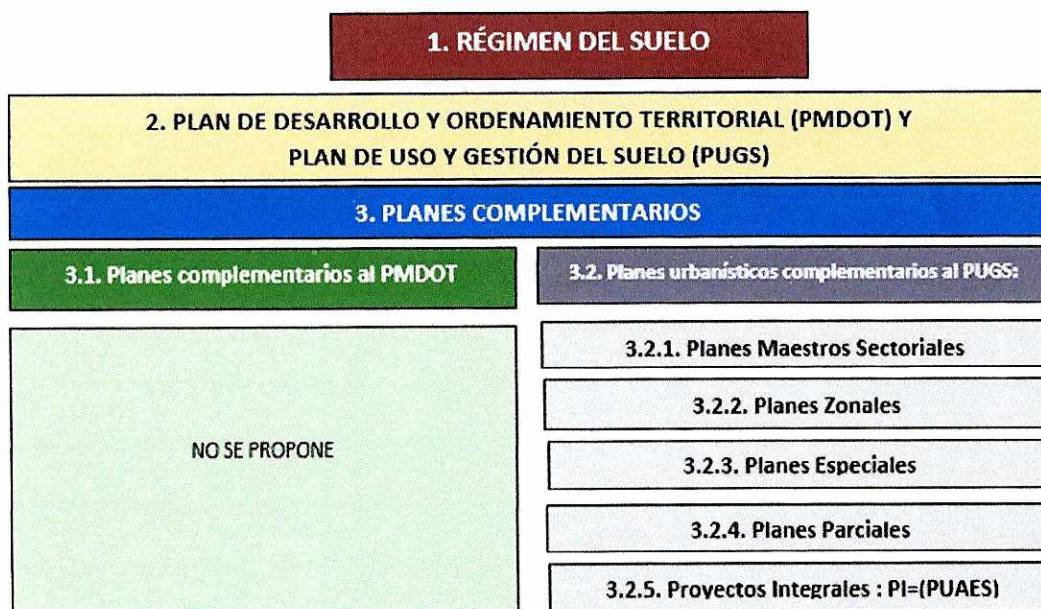 1. RÉGIMEN DEL SUELO
2. PLAN DE DESARROLLO Y ORDENAMIENTO TERRITORIAL (PMDOT) Y
PLAN DE USO Y GESTIÓN DEL SUELO (PUGS)
3. PLANES COMPLEMENTARIOS
3.1. Planes complementarios al PMDOT
3.2. Planes urbanísticos complementarios al PUGS:
NO SE PROPONE
3.2.1. Planes Maestros Sectoriales
3.2.2. Planes Zonales
3.2.3. Planes Especiales
3.2.4. Planes Parciales
3.2.5. Proyectos Integrales : PI=(PUAES)